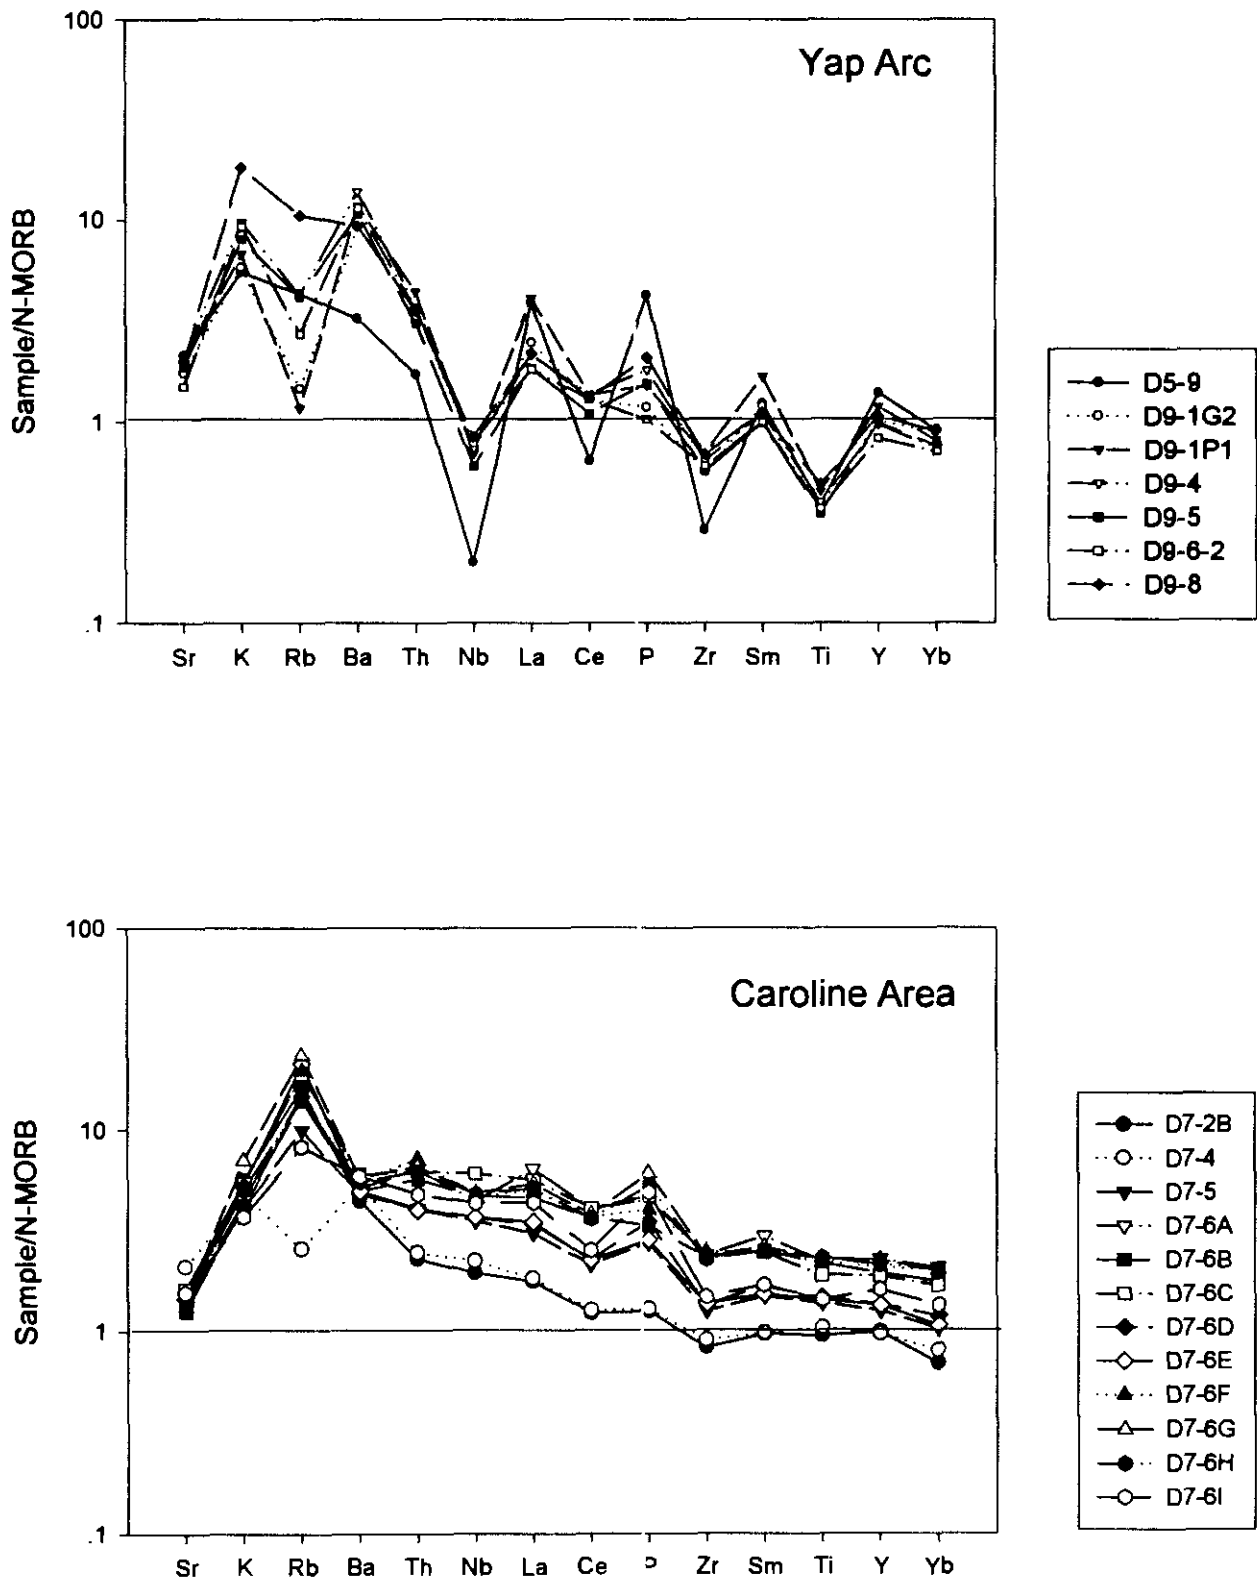 100
Yap Arc
10
1
.1
Sample/N-MORB
Sr K Rb Ba Th Nb La Ce P Zr Sm Ti Y Yb
D5-9
D9-1G2
D9-1P1
D9-4
D9-5
D9-6-2
D9-8
100
Caroline Area
10
1
.1
Sample/N-MORB
Sr K Rb Ba Th Nb La Ce P Zr Sm Ti Y Yb
D7-2B
D7-4
D7-5
D7-6A
D7-6B
D7-6C
D7-6D
D7-6E
D7-6F
D7-6G
D7-6H
D7-6I